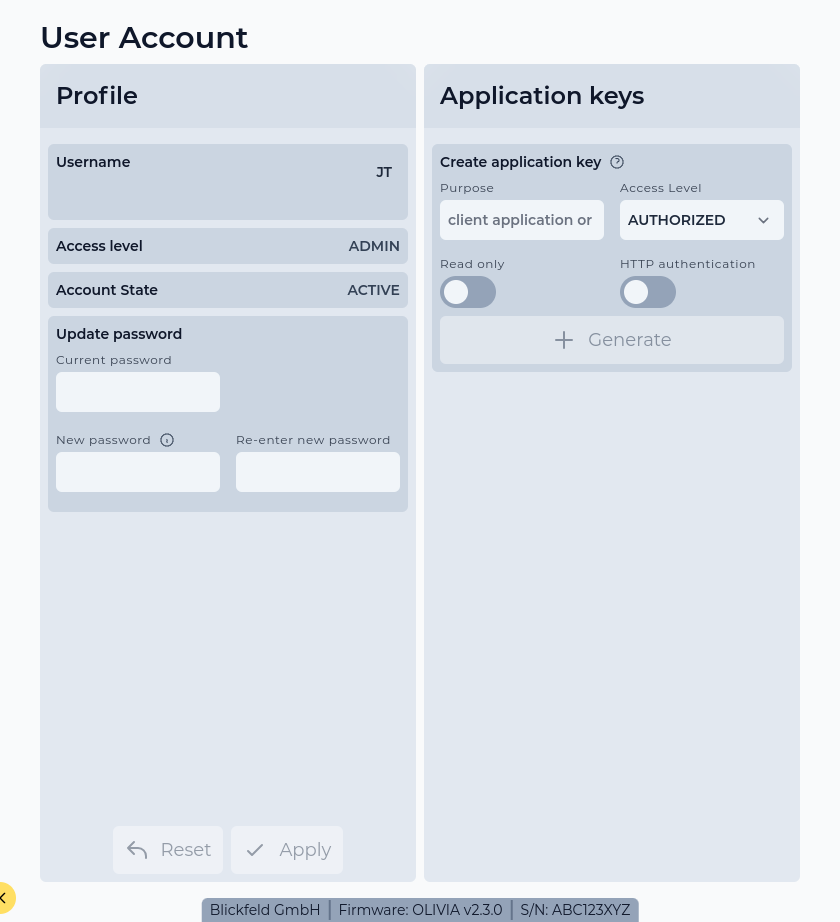 User Account
Profile
Username
JT
Access level
ADMIN
Account State
ACTIVE
Update password
Current password
New password
Re-enter new password
Reset
Apply
Application keys
Create application key
Purpose
Access Level
client application or
AUTHORIZED
Read only
HTTP authentication
Generate
Blickfeld GmbH
Firmware: OLIVIA v2.3.0
S/N: ABC123XYZ